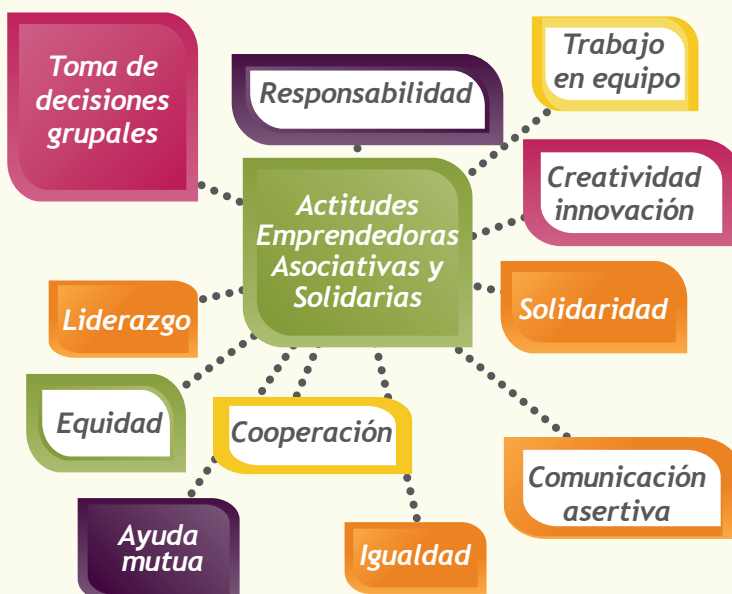 Toma de
decisiones
grupales
Responsabilidad
Trabajo
en equipo
Creatividad
innovación
Actitudes
Emprendedoras
Asociativas y
Solidarias
Liderazgo
Solidaridad
Equidad
Cooperación
Comunicación
asertiva
Ayuda
mutua
Igualdad